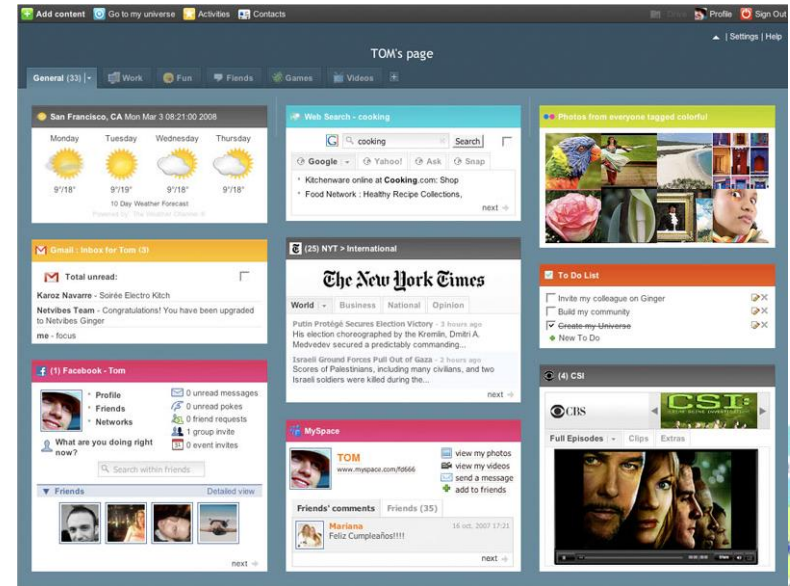 Add content Go to my universe Activities Contacts
Profile Sign Out
Settings | Help
TOM's page
General (33) Work Fun Fiends Games Videos
San Francisco, CA Mon Mar 3 08:21:00 2008
Monday Tuesday Wednesday Thursday
9°/18° 9°/19° 9°/18° 9°/18°
10 Day Weather Forecast
Powered by: The Weather Channel ®
Gmail : Inbox for Tom (3)
Total unread:
Karoz Navarre - Soirée Electro Kitch
Netvibes Team - Congratulations! You have been upgraded
to Netvibes Ginger
me - focus
(1) Facebook - Tom
Profile
Friends
Networks
0 unread messages
0 unread pokes
0 friend requests
1 group invite
0 event invites
What are you doing right
now?
Search within friends
Friends Detailed view
next
Web Search - cooking
G cooking Search
Google Yahoo! Ask Snap
Kitchenware online at Cooking.com: Shop
Food Network : Healthy Recipe Collections,
next
(25) NYT > International
The New York Times
World Business National Opinion
Putin Protégé Secures Election Victory - 3 hours ago
His election choreographed by the Kremlin, Dmitri A.
Medvedev secured a predictably commanding...
Israeli Ground Forces Pull Out of Gaza - 2 hours ago
Scores of Palestinians, including many civilians, and two
Israeli soldiers were killed during the...
next
MySpace
TOM
www.myspace.com/fd666
view my photos
view my videos
send a message
add to friends
Friends' comments Friends (35)
Mariana 16 oct. 2007 17:21
Feliz Cumpleaños!!!!
next
Photos from everyone tagged colorful
To Do List
Invite my colleague on Ginger
Build my community
Create my Universe
New To Do
(4) CSI
CBS CSI:
Full Episodes Clips Extras